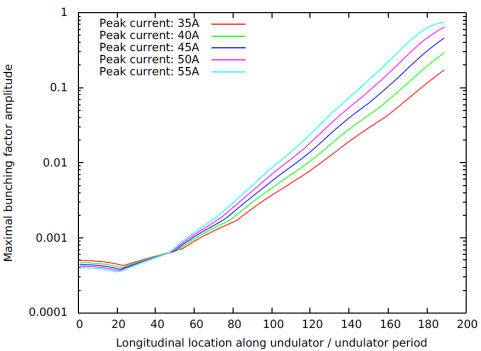 1
0.1
0.01
0.001
0.0001
Maximal bunching factor amplitude
Peak current: 35A
40A
Peak current: 45A
Peak current: 50A
Peak current: 55A
0 20 40 60 80 100 120 140 160 180 200
Longitudinal location along undulator / undulator period